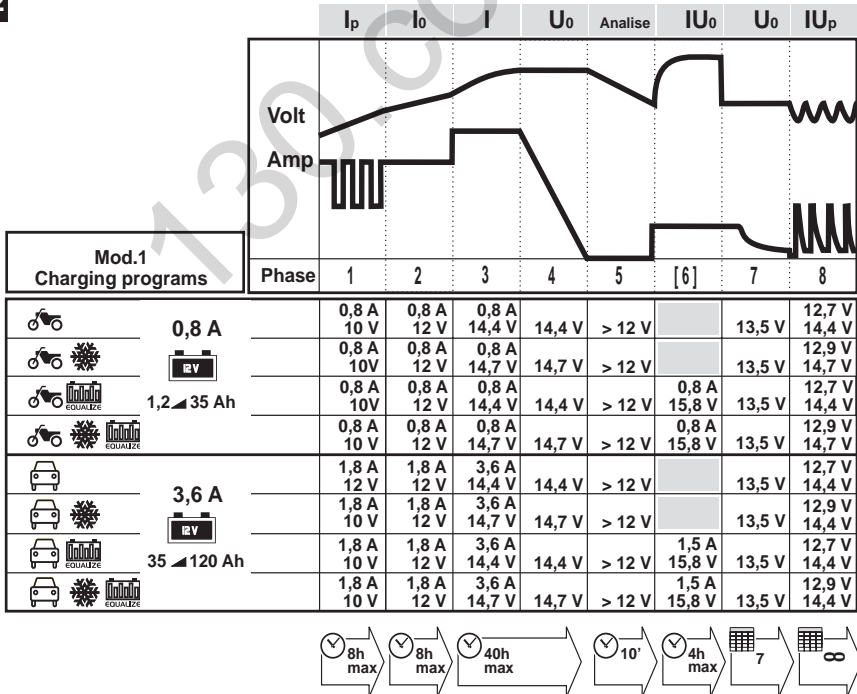 Ip I0 I U0 Analise IU0 U0 IUp
Volt
Amp
Mod.1
Charging programs
Phase 1 2 3 4 5 [6] 7 8
0,8 A 0,8 A 0,8 A 12,7 V
10 V 12 V 14,4 V 14,4 V > 12 V 13,5 V 14,4 V
0,8 A
12V
1,2 35 Ah
0,8 A 0,8 A 0,8 A 12,9 V
10V 12 V 14,7 V 14,7 V > 12 V 13,5 V 14,7 V
EQUALIZE
0,8 A 0,8 A 0,8 A 0,8 A 12,7 V
10V 12 V 14,4 V 14,4 V > 12 V 15,8 V 13,5 V 14,4 V
EQUALIZE
0,8 A 0,8 A 0,8 A 0,8 A 12,9 V
10 V 12 V 14,7 V 14,7 V > 12 V 15,8 V 13,5 V 14,7 V
1,8 A 1,8 A 3,6 A 12,7 V
12 V 12 V 14,4 V 14,4 V > 12 V 13,5 V 14,4 V
3,6 A
12V
35 120 Ah
1,8 A 1,8 A 3,6 A 12,9 V
10 V 12 V 14,7 V 14,7 V > 12 V 13,5 V 14,4 V
EQUALIZE
1,8 A 1,8 A 3,6 A 1,5 A 12,7 V
10 V 12 V 14,4 V 14,4 V > 12 V 15,8 V 13,5 V 14,4 V
EQUALIZE
1,8 A 1,8 A 3,6 A 1,5 A 12,9 V
10 V 12 V 14,7 V 14,7 V > 12 V 15,8 V 13,5 V 14,4 V
8h 8h 40h 10' 4h 7 ∞
max max max max
130.co